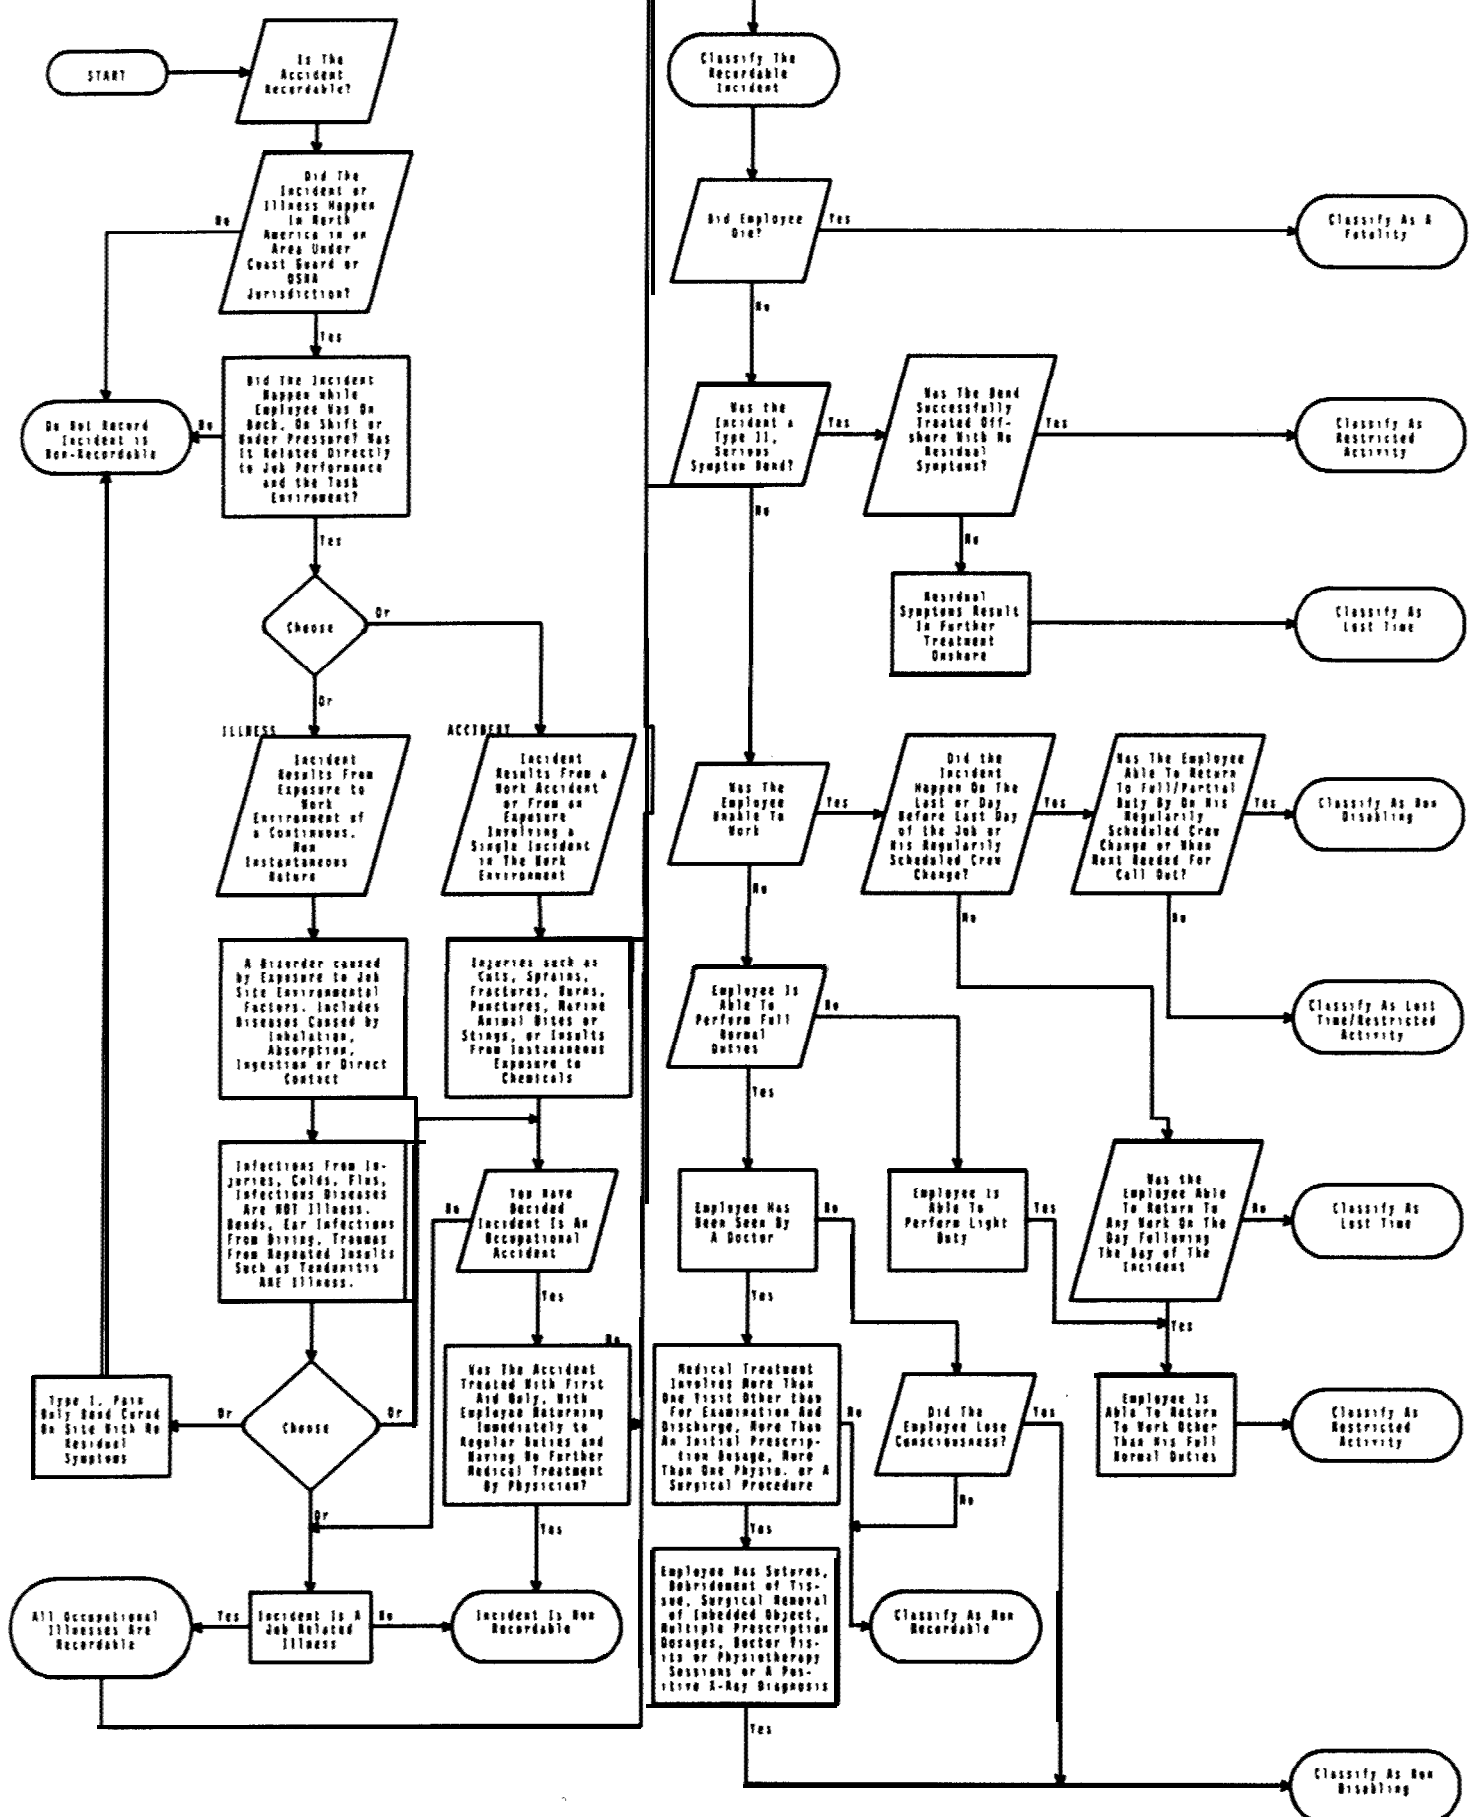 START
Is The
Accident
Recordable?
Did The
Incident or
Illness Happen
In North
America in an
Area Under
Coast Guard or
OSHA
Jurisdiction?
No
Yes
Did The Incident
Happen while
Employee Was On
Deck, On Shift or
Under Pressure? Was
It Related Directly
to Job Performance
and the Task
Enviroment?
No
Do Not Record
Incident is
Non-Recordable
Yes
Choose
Or
Or
ILLNESS
Incident
Results From
Exposure to
Work
Environment of
a Continuous,
Non
Instantaneous
Nature
ACCIDENT
Incident
Results From a
Work Accident
or From an
Exposure
Involving a
Single Incident
in The Work
Environment
A Disorder caused
by Exposure to Job
Site Environmental
Factors. Includes
Diseases Caused by
Inhalation,
Absorption,
Ingestion or Direct
Contact
Injuries such as
Cuts, Sprains,
Fractures, Burns,
Punctures, Marine
Animal Bites or
Stings, or Insults
From Instananeous
Exposure to
Chemicals
Infections From In-
juries, Colds, Flus,
Infectious Diseases
Are NOT Illness.
Bends, Ear Infections
From Diving, Traumas
From Repeated Insults
Such as Tendonitis
ARE Illness.
No
You Have
Decided
Incident Is An
Occupational
Accident
Yes
Type I, Pain
Only Bend Cured
On Site With No
Residual
Symptoms
Or
Choose
Or
Or
No
Was The Accident
Treated With First
Aid Only, With
Employee Returning
Immediately to
Regular Duties and
Having No Further
Medical Treatment
By Physician?
Yes
All Occupational
Illnesses Are
Recordable
Yes
Incident Is A
Job Related
Illness
No
Incident Is Non
Recordable
Classify The
Recordable
Incident
Did Employee
Die?
Yes
Classify As A
Fatality
No
Was the
Incident a
Type II,
Serious
Sympton Bend?
Yes
Was The Bend
Successfully
Treated Off-
shore With No
Residual
Symptoms?
Yes
Classify As
Restricted
Activity
No
No
Residual
Symptoms Result
In Further
Treatment
Onshore
Classify As
Lost Time
Was The
Employee
Unable To
Work
Yes
Did the
Incident
Happen On The
Last or Day
Before Last Day
of the Job or
His Regularily
Scheduled Crew
Change?
Yes
Was The Employee
Able To Return
To Full/Partial
Duty By On His
Regularily
Scheduled Crew
Change or When
Next Needed For
Call Out?
Yes
Classify As Non
Disabling
No
No
No
Employee Is
Able To
Perform Full
Normal
Duties
No
Classify As Lost
Time/Restricted
Activity
Yes
Employee Has
Been Seen By
A Doctor
No
Employee Is
Able To
Perform Light
Duty
Yes
Was the
Employee Able
To Return To
Any Work On The
Day Following
The Day of The
Incident
No
Classify As
Lost Time
Yes
Yes
Medical Treatment
Involves More Than
One Visit Other than
For Examination And
Discharge, More Than
An Initial Prescrip-
tion Dosage, More
Than One Physio. or A
Surgical Procedure
No
Did The
Employee Lose
Consciousness?
Yes
Employee Is
Able To Return
To Work Other
Than His Full
Normal Duties
Classify As
Restricted
Activity
Yes
No
Employee Has Sutures,
Debridement of Tis-
sue, Surgical Removal
of Imbedded Object,
Multiple Prescription
Dosages, Doctor Vis-
its or Physiotherapy
Sessions or A Pos-
itive X-Ray Diagnosis
Classify As Non
Recordable
Yes
Classify As Non
Disabling